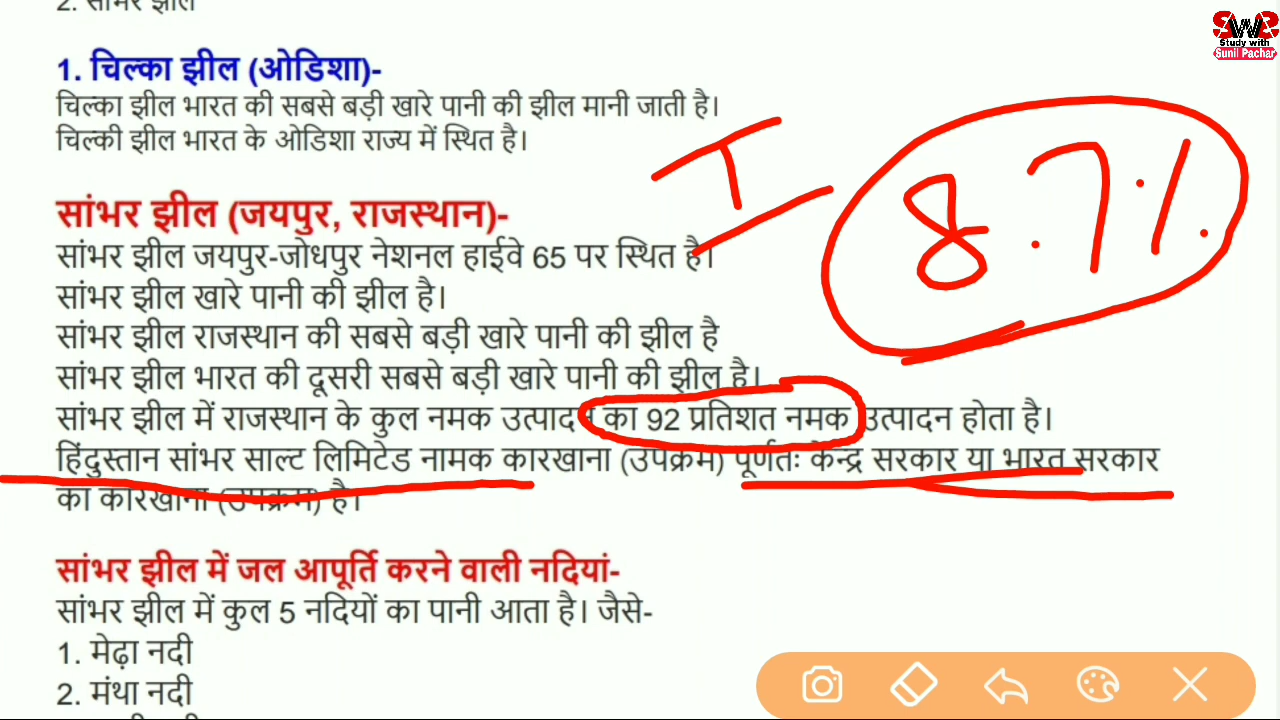 2. सांभर झील
1. चिल्का झील (ओडिशा)-
चिल्का झील भारत की सबसे बड़ी खारे पानी की झील मानी जाती है।
चिल्की झील भारत के ओडिशा राज्य में स्थित है।
I
8.7%
सांभर झील (जयपुर, राजस्थान)-
सांभर झील जयपुर-जोधपुर नेशनल हाईवे 65 पर स्थित है।
सांभर झील खारे पानी की झील है।
सांभर झील राजस्थान की सबसे बड़ी खारे पानी की झील है
सांभर झील भारत की दूसरी सबसे बड़ी खारे पानी की झील है।
सांभर झील में राजस्थान के कुल नमक उत्पादन का 92 प्रतिशत नमक उत्पादन होता है।
हिंदुस्तान सांभर साल्ट लिमिटेड नामक कारखाना (उपक्रम) पूर्णतः केंन्द्र सरकार या भारत सरकार
का कारखाना (उपक्रम) है।
सांभर झील में जल आपूर्ति करने वाली नदियां-
सांभर झील में कुल 5 नदियों का पानी आता है। जैसे-
1. मेढ़ा नदी
2. मंथा नदी
SWS
Study with
Sunil Pachar